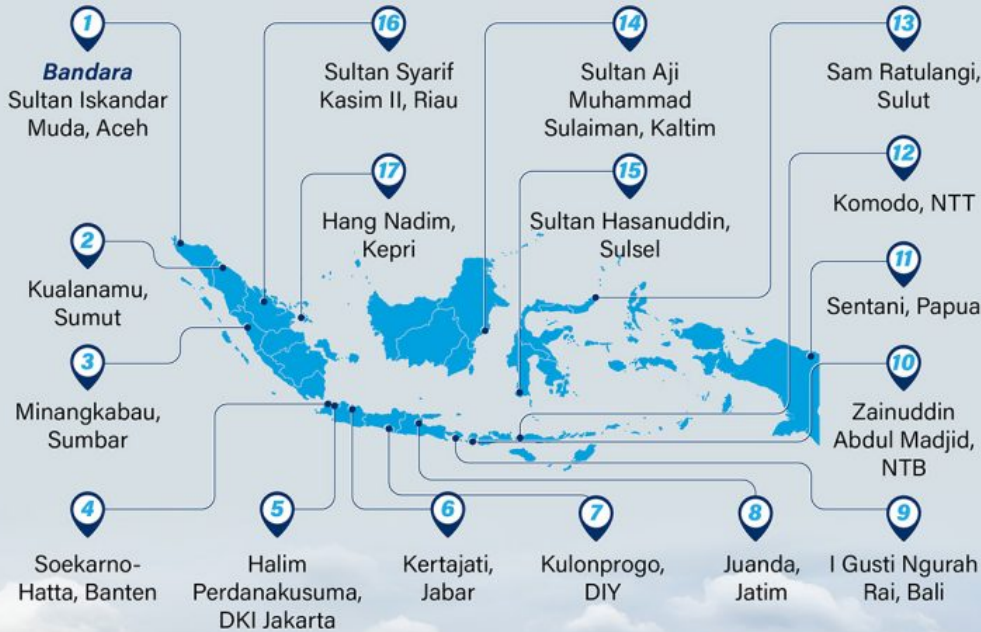 1
Bandara
Sultan Iskandar
Muda, Aceh
2
Kualanamu,
Sumut
3
Minangkabau,
Sumbar
4
Soekarno-
Hatta, Banten
5
Halim
Perdanakusuma,
DKI Jakarta
6
Kertajati,
Jabar
7
Kulonprogo,
DIY
8
Juanda,
Jatim
9
I Gusti Ngurah
Rai, Bali
10
Zainuddin
Abdul Madjid,
NTB
11
Sentani, Papua
12
Komodo, NTT
13
Sam Ratulangi,
Sulut
14
Sultan Aji
Muhammad
Sulaiman, Kaltim
15
Sultan Hasanuddin,
Sulsel
16
Sultan Syarif
Kasim II, Riau
17
Hang Nadim,
Kepri